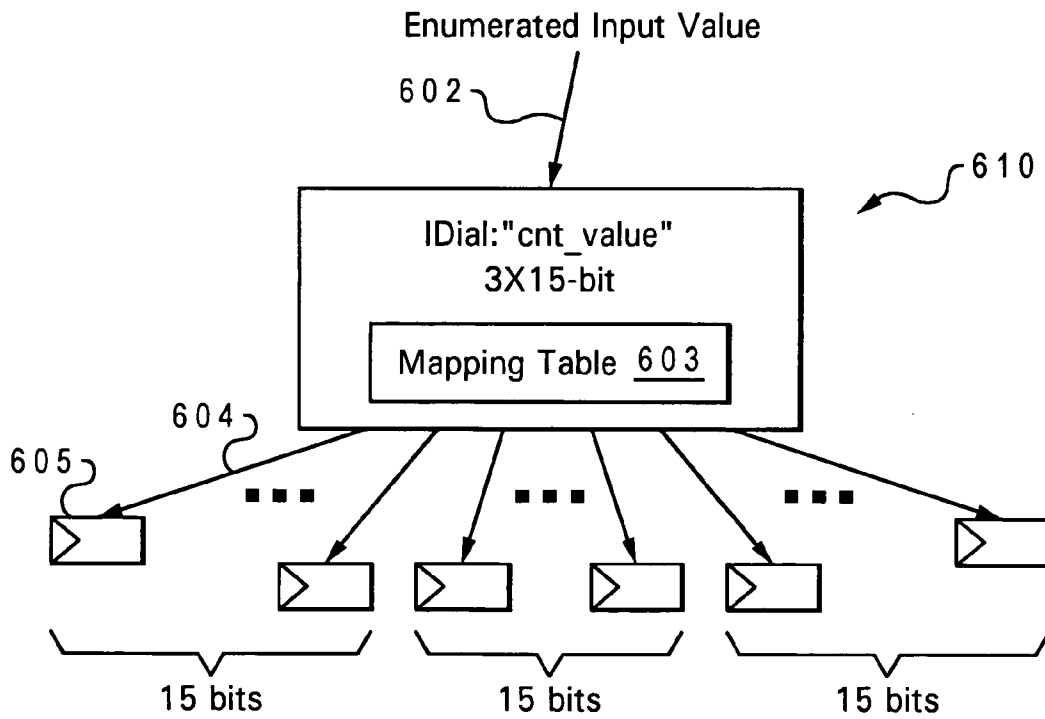 Enumerated Input Value
602
610
IDial:"cnt_value"
3X15-bit
Mapping Table 603
604
605
15 bits 15 bits 15 bits